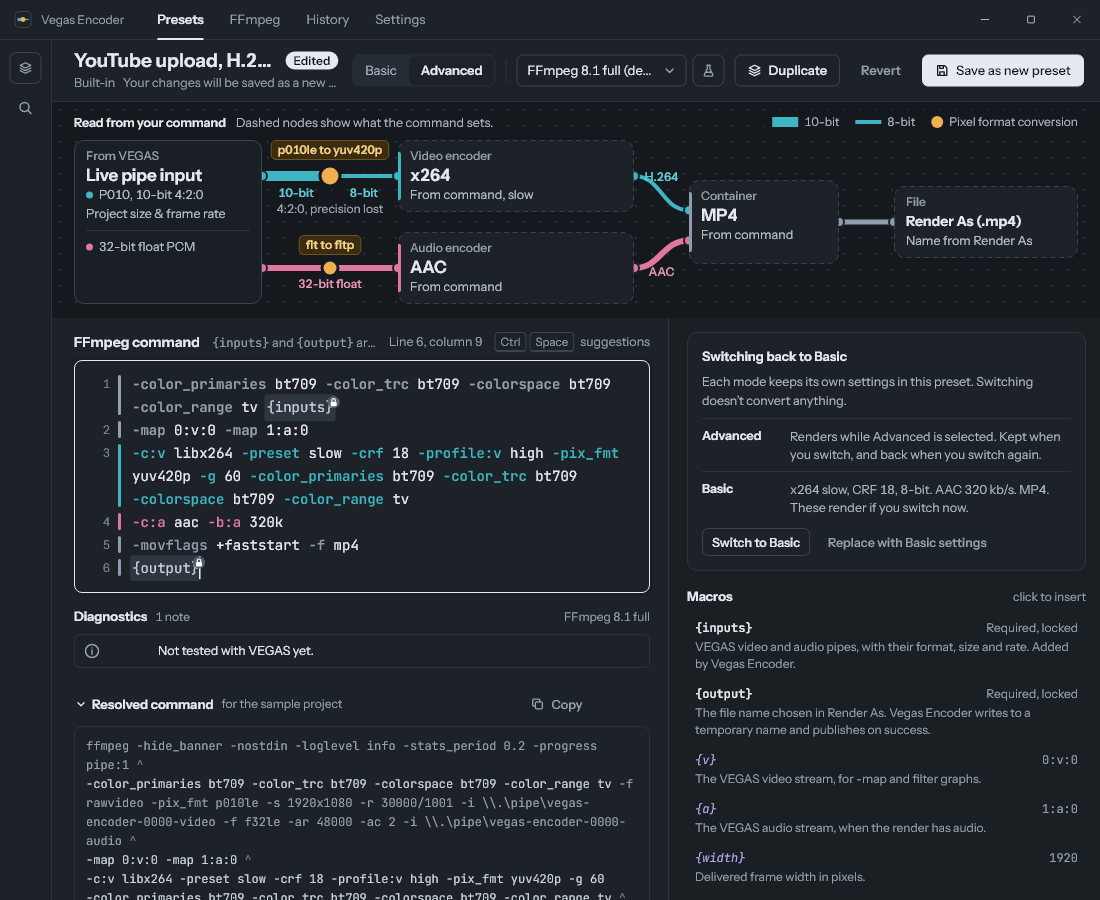 Vegas Encoder
Presets
FFmpeg
History
Settings
YouTube upload, H.2...
Edited
Built-in Your changes will be saved as a new ...
Basic
Advanced
FFmpeg 8.1 full (de...
Duplicate
Revert
Save as new preset
Read from your command Dashed nodes show what the command sets.
10-bit
8-bit
Pixel format conversion
From VEGAS
Live pipe input
P010, 10-bit 4:2:0
Project size & frame rate
32-bit float PCM
p010le to yuv420p
10-bit
8-bit
4:2:0, precision lost
flt to fltp
32-bit float
Video encoder
x264
From command, slow
Audio encoder
AAC
From command
H.264
AAC
Container
MP4
From command
File
Render As (.mp4)
Name from Render As
FFmpeg command {inputs} and {output} ar... Line 6, column 9 Ctrl Space suggestions
1 -color_primaries bt709 -color_trc bt709 -colorspace bt709
-color_range tv {inputs}
2 -map 0:v:0 -map 1:a:0
3 -c:v libx264 -preset slow -crf 18 -profile:v high -pix_fmt
yuv420p -g 60 -color_primaries bt709 -color_trc bt709
-colorspace bt709 -color_range tv
4 -c:a aac -b:a 320k
5 -movflags +faststart -f mp4
6 {output}
Diagnostics 1 note
FFmpeg 8.1 full
Not tested with VEGAS yet.
Resolved command for the sample project
Copy
ffmpeg -hide_banner -nostdin -loglevel info -stats_period 0.2 -progress
pipe:1 ^
-color_primaries bt709 -color_trc bt709 -colorspace bt709 -color_range tv -f
rawvideo -pix_fmt p010le -s 1920x1080 -r 30000/1001 -i \\.\pipe\vegas-
encoder-0000-video -f f32le -ar 48000 -ac 2 -i \\.\pipe\vegas-encoder-0000-
audio ^
-map 0:v:0 -map 1:a:0 ^
-c:v libx264 -preset slow -crf 18 -profile:v high -pix_fmt yuv420p -g 60
-color_primaries bt709 -color_trc bt709 -colorspace bt709 -color_range tv ^
Switching back to Basic
Each mode keeps its own settings in this preset. Switching
doesn't convert anything.
Advanced
Renders while Advanced is selected. Kept when
you switch, and back when you switch again.
Basic
x264 slow, CRF 18, 8-bit. AAC 320 kb/s. MP4.
These render if you switch now.
Switch to Basic
Replace with Basic settings
Macros
click to insert
{inputs}
Required, locked
VEGAS video and audio pipes, with their format, size and rate. Added
by Vegas Encoder.
{output}
Required, locked
The file name chosen in Render As. Vegas Encoder writes to a
temporary name and publishes on success.
{v}
0:v:0
The VEGAS video stream, for -map and filter graphs.
{a}
1:a:0
The VEGAS audio stream, when the render has audio.
{width}
1920
Delivered frame width in pixels.